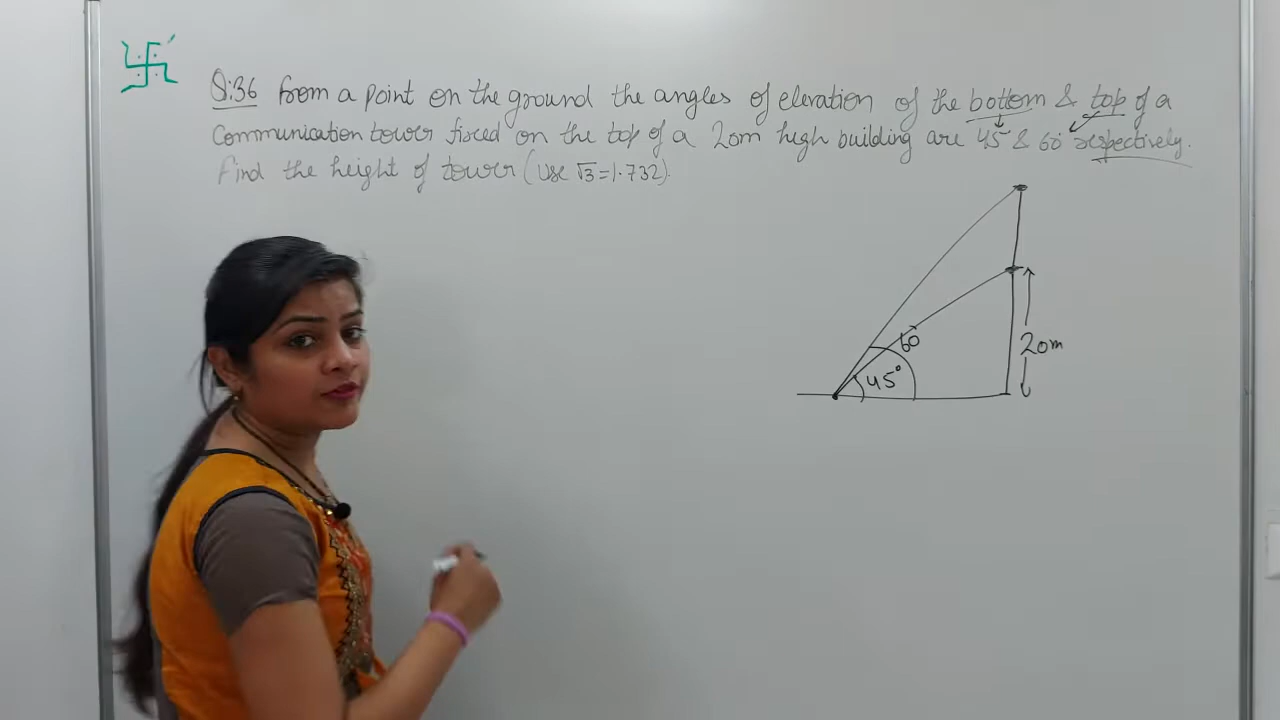 Q:36 From a point on the ground the angles of elevation of the bottom & top of a
Communication tower fixed on the top of a 20m high building are 45° & 60° respectively.
Find the height of tower (Use √3=1.732).
60
45°
20m